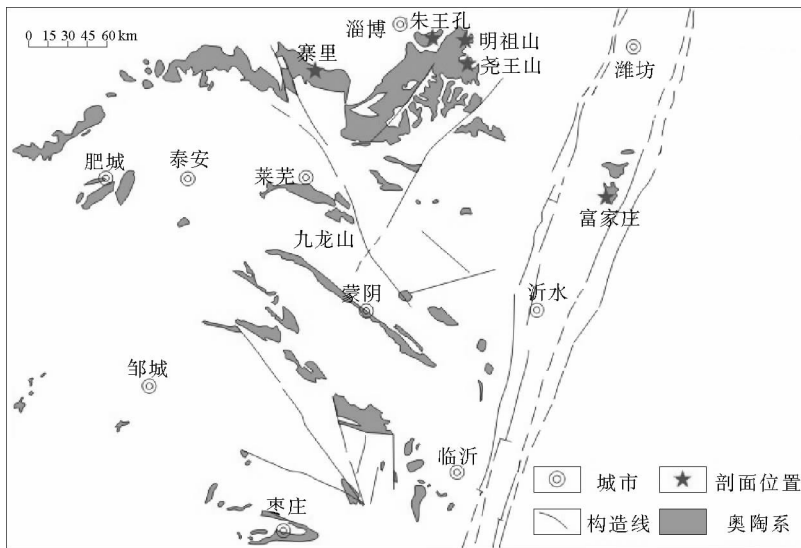 淄博
朱王孔
明祖山
尧王山
寨里
潍坊
0 15 30 45 60 km
肥城
泰安
莱芜
富家庄
九龙山
蒙阴
沂水
邹城
临沂
枣庄
城市
剖面位置
构造线
奥陶系